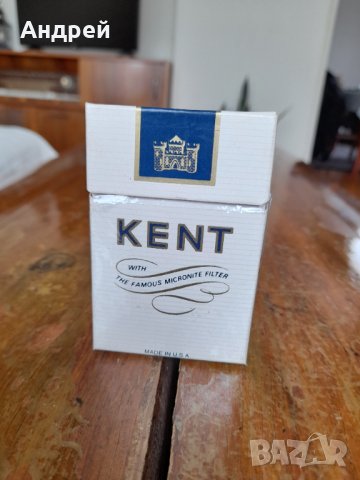 Андрей
KENT
WITH
THE FAMOUS MICRONITE FILTER
MADE IN U.S.A.
BAZAR